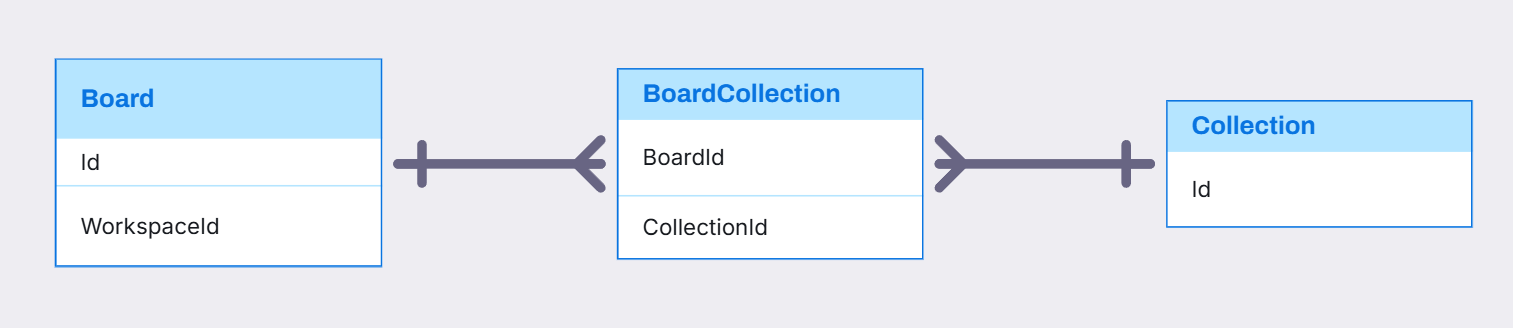 Board
Id
WorkspaceId
BoardCollection
BoardId
CollectionId
Collection
Id